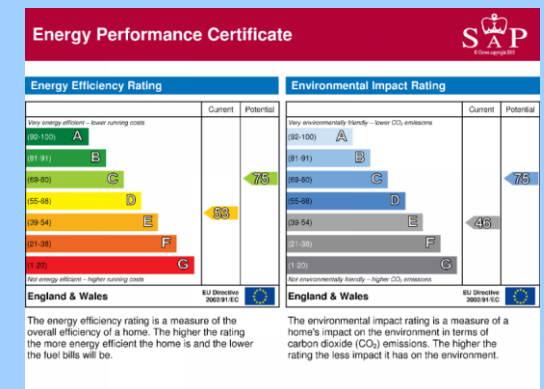 Energy Performance Certificate
SAP
© Crown copyright 2005
Energy Efficiency Rating
Current Potential
Very energy efficient – lower running costs
(92-100) A
(81-91) B
(69-80) C
75
(55-68) D
53
(39-54) E
(21-38) F
(1-20) G
Not energy efficient – higher running costs
England & Wales
EU Directive
2002/91/EC
The energy efficiency rating is a measure of the
overall efficiency of a home. The higher the rating
the more energy efficient the home is and the lower
the fuel bills will be.
Environmental Impact Rating
Current Potential
Very environmentally friendly – lower CO₂ emissions
(92-100) A
(81-91) B
(69-80) C
75
(55-68) D
(39-54) E
46
(21-38) F
(1-20) G
Not environmentally friendly – higher CO₂ emissions
England & Wales
EU Directive
2002/91/EC
The environmental impact rating is a measure of a
home's impact on the environment in terms of
carbon dioxide (CO₂) emissions. The higher the
rating the less impact it has on the environment.